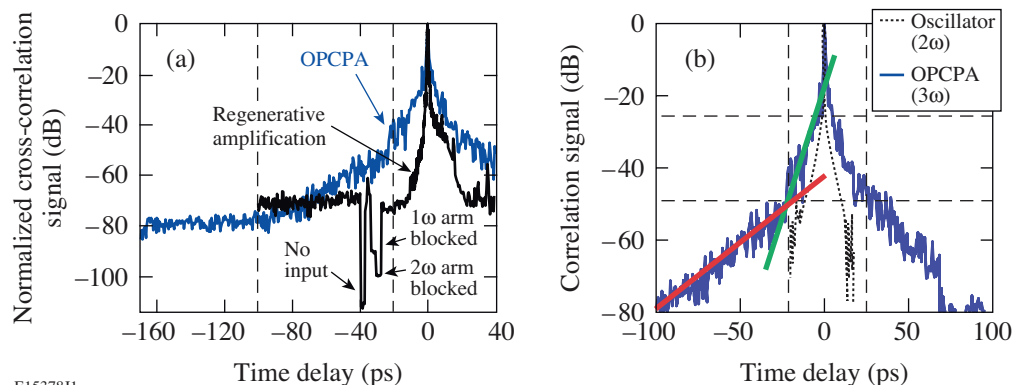 Normalized cross-correlation
signal (dB)
0
−20
−40
−60
−80
−100
(a)
OPCPA
Regenerative
amplification
No
input
1ω arm
blocked
2ω arm
blocked
−160
−120
−80
−40
0
40
Time delay (ps)
Correlation signal (dB)
0
−20
−40
−60
−80
(b)
Oscillator
(2ω)
OPCPA
(3ω)
−100
−50
0
50
100
Time delay (ps)